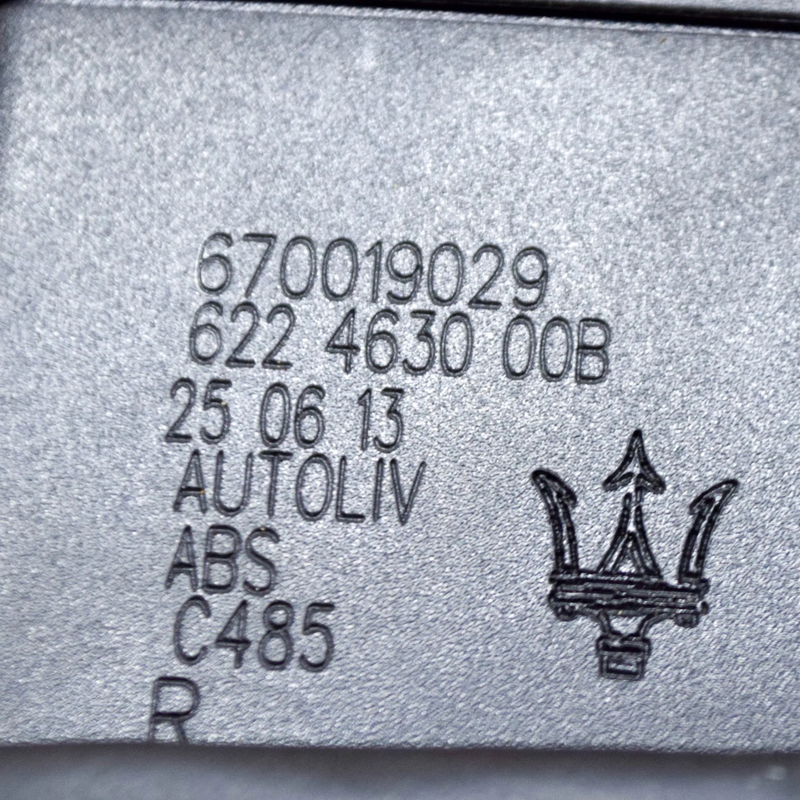 670019029
622 4630 00B
25 06 13
AUTOLIV
ABS
C485
R